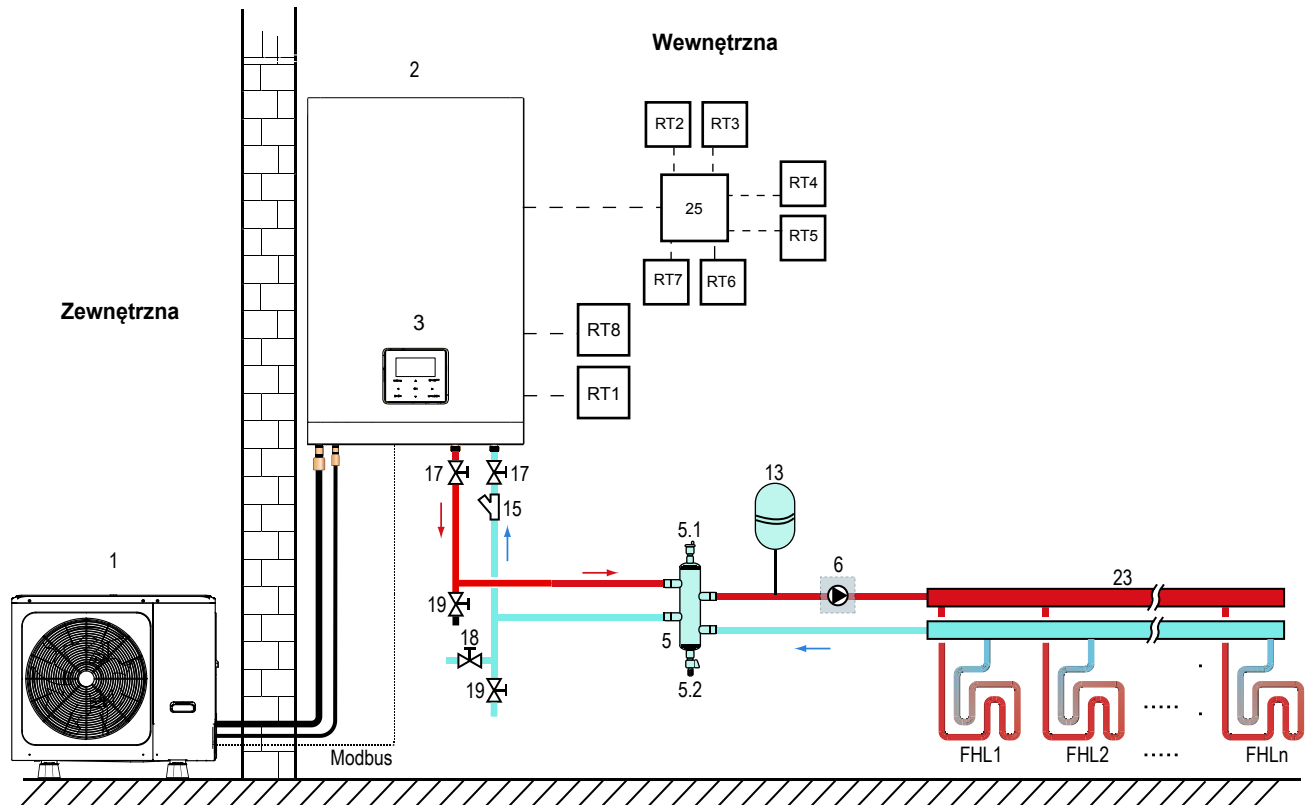 Wewnętrzna
2
RT2
RT3
RT4
25
RT5
RT7
RT6
Zewnętrzna
3
RT8
RT1
17
17
15
13
1
5.1
6
23
19
18
5
19
5.2
Modbus
FHL1
FHL2
.....
.....
.
FHLn